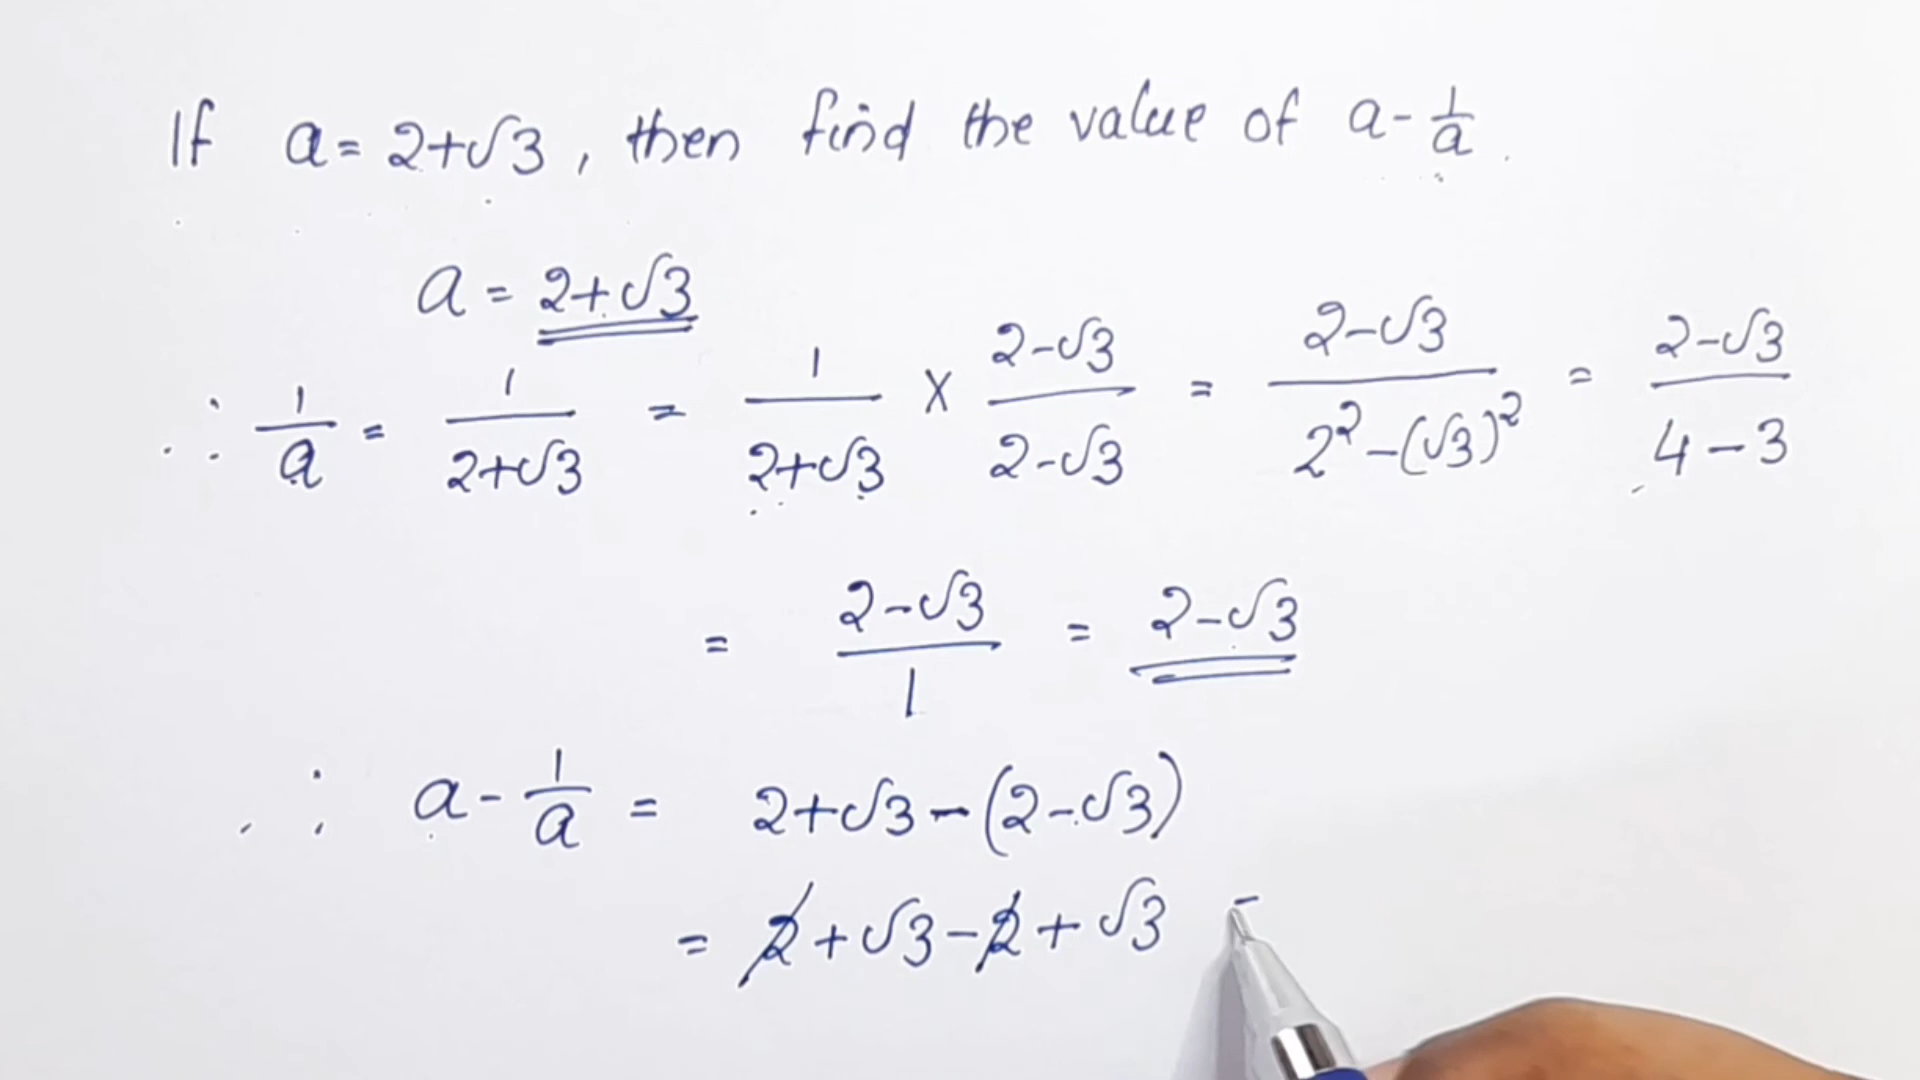 If a = 2+√3, then find the value of a - 1/a.
a = 2+√3
∴ 1/a = 1/(2+√3) = 1/(2+√3) × (2-√3)/(2-√3) = (2-√3)/(2² - (√3)²) = (2-√3)/(4-3)
= (2-√3)/1 = 2-√3
∴ a - 1/a = 2+√3 - (2-√3)
= 2 + √3 - 2 + √3 -